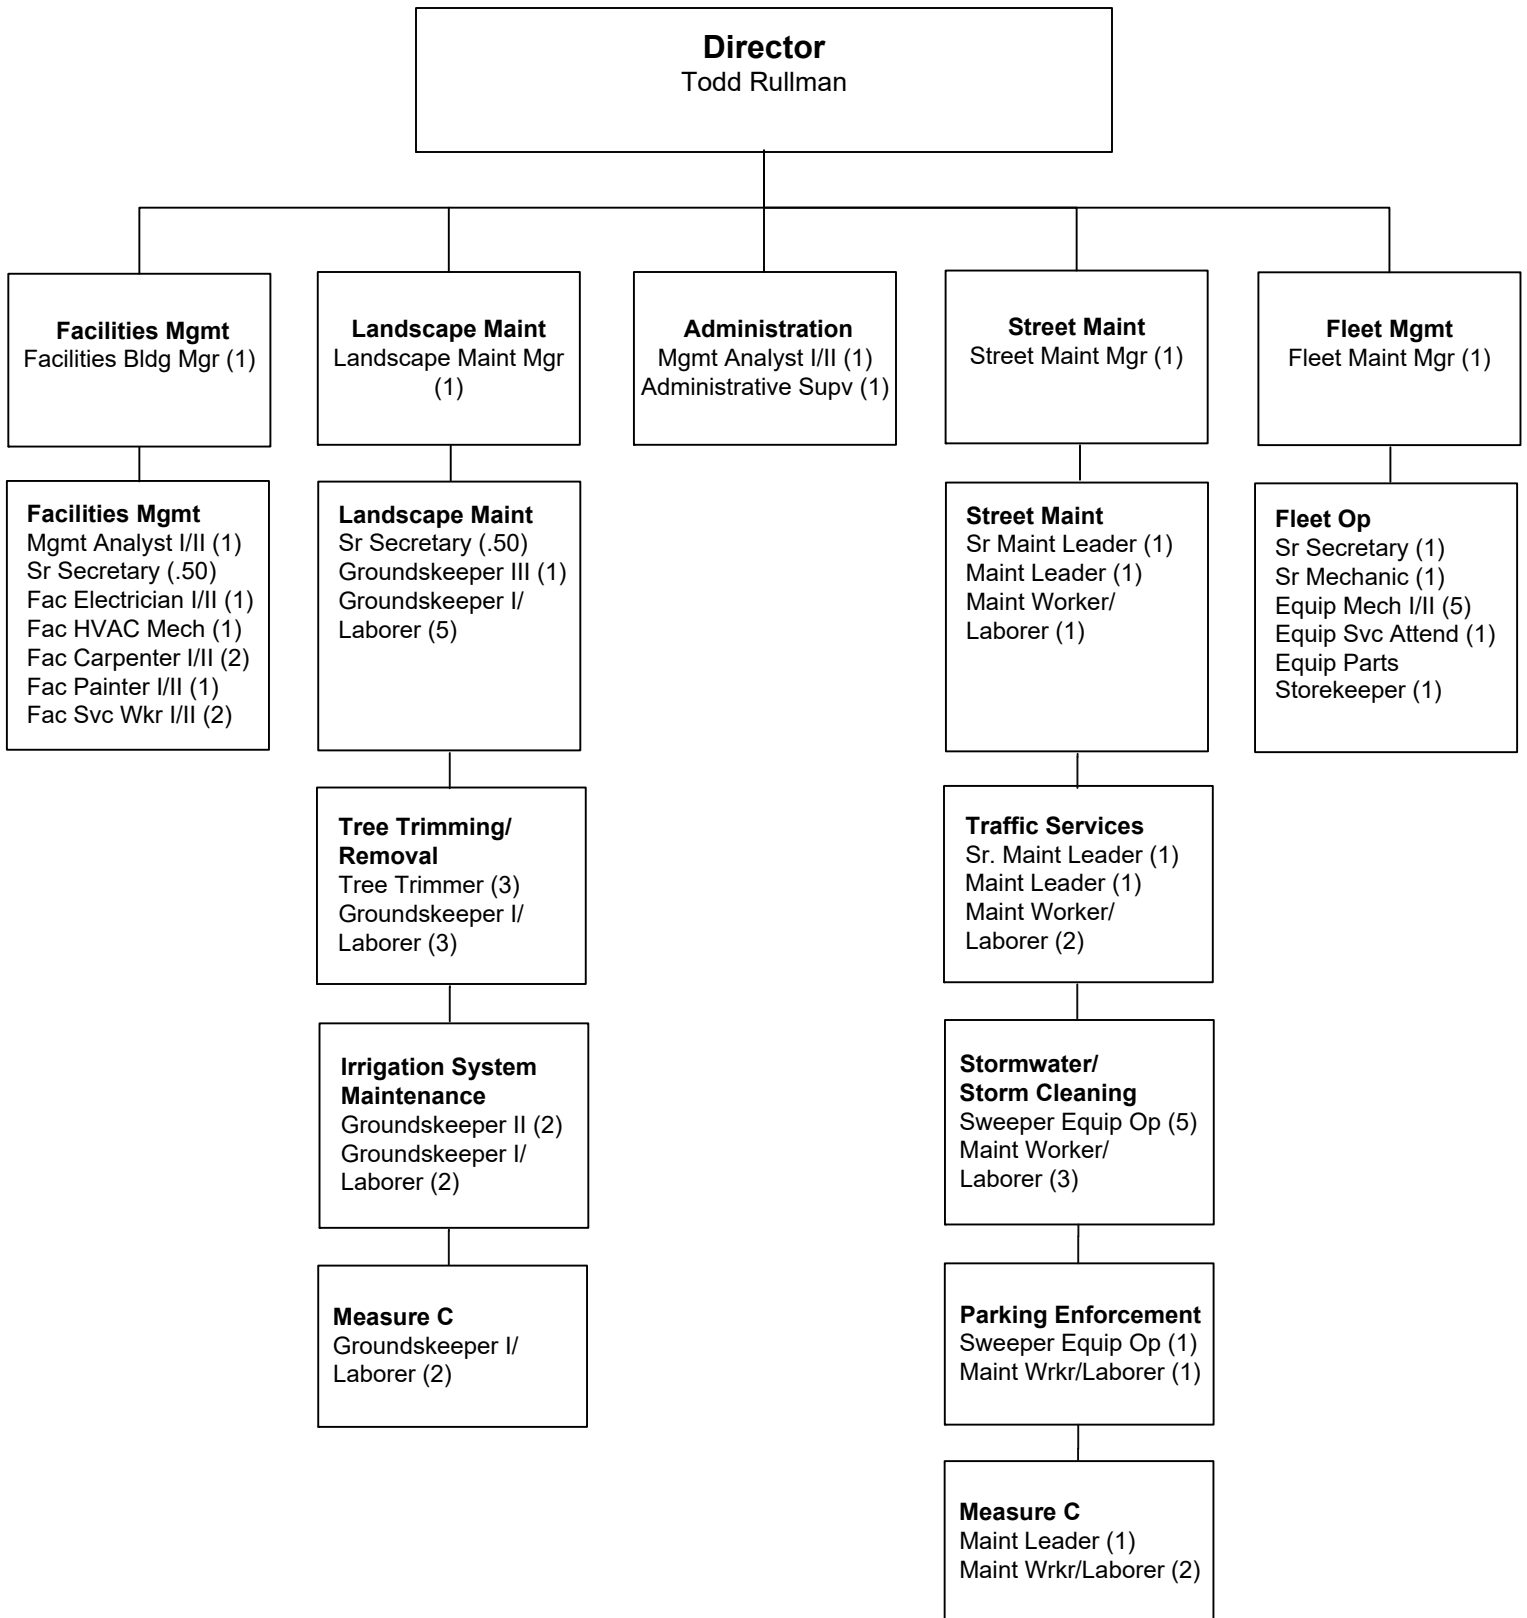 Director
Todd Rullman
Facilities Mgmt
Facilities Bldg Mgr (1)
Landscape Maint
Landscape Maint Mgr
(1)
Administration
Mgmt Analyst I/II (1)
Administrative Supv (1)
Street Maint
Street Maint Mgr (1)
Fleet Mgmt
Fleet Maint Mgr (1)
Facilities Mgmt
Mgmt Analyst I/II (1)
Sr Secretary (.50)
Fac Electrician I/II (1)
Fac HVAC Mech (1)
Fac Carpenter I/II (2)
Fac Painter I/II (1)
Fac Svc Wkr I/II (2)
Landscape Maint
Sr Secretary (.50)
Groundskeeper III (1)
Groundskeeper I/
Laborer (5)
Street Maint
Sr Maint Leader (1)
Maint Leader (1)
Maint Worker/
Laborer (1)
Fleet Op
Sr Secretary (1)
Sr Mechanic (1)
Equip Mech I/II (5)
Equip Svc Attend (1)
Equip Parts
Storekeeper (1)
Tree Trimming/
Removal
Tree Trimmer (3)
Groundskeeper I/
Laborer (3)
Traffic Services
Sr. Maint Leader (1)
Maint Leader (1)
Maint Worker/
Laborer (2)
Irrigation System
Maintenance
Groundskeeper II (2)
Groundskeeper I/
Laborer (2)
Stormwater/
Storm Cleaning
Sweeper Equip Op (5)
Maint Worker/
Laborer (3)
Measure C
Groundskeeper I/
Laborer (2)
Parking Enforcement
Sweeper Equip Op (1)
Maint Wrkr/Laborer (1)
Measure C
Maint Leader (1)
Maint Wrkr/Laborer (2)